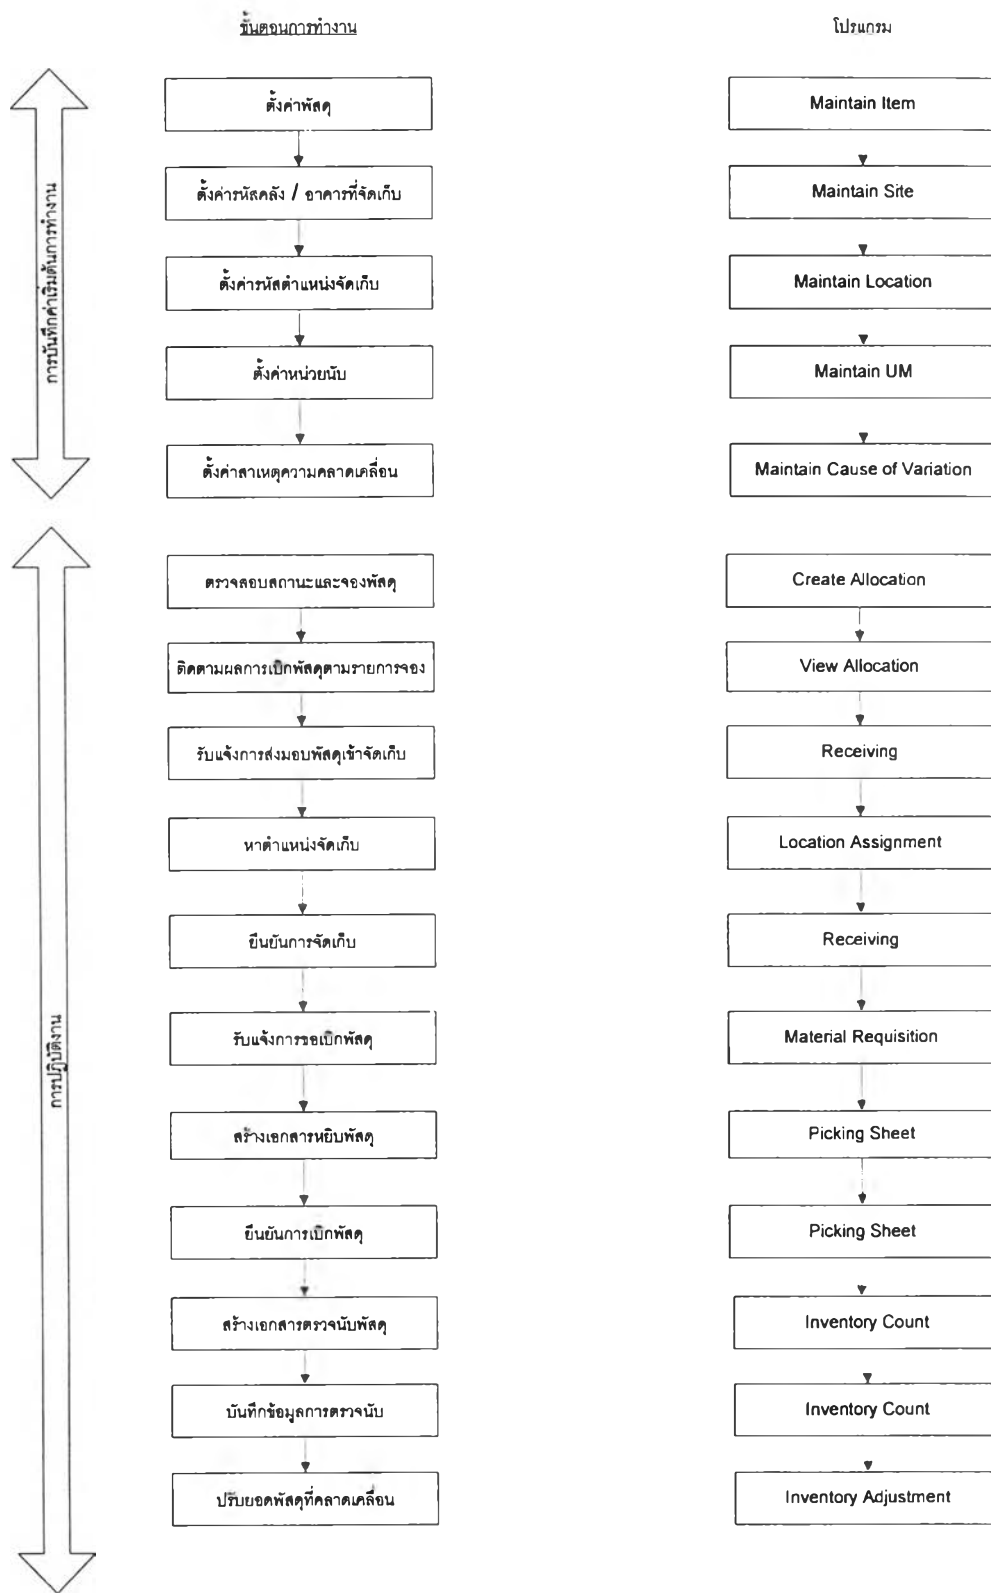 ขั้นตอนการทำงาน โปรแกรม
ตั้งค่าพัสดุ Maintain Item
ตั้งค่ารหัสคลัง / อาคารที่จัดเก็บ Maintain Site
ตั้งค่ารหัสตำแหน่งจัดเก็บ Maintain Location
ตั้งค่าหน่วยนับ Maintain UM
ตั้งค่าสาเหตุความคลาดเคลื่อน Maintain Cause of Variation
การบันทึกค่าเริ่มต้นการทำงาน
ตรวจสอบสถานะและจองพัสดุ Create Allocation
ติดตามผลการเบิกพัสดุตามรายการจอง View Allocation
รับแจ้งการส่งมอบพัสดุเข้าจัดเก็บ Receiving
หาตำแหน่งจัดเก็บ Location Assignment
ยืนยันการจัดเก็บ Receiving
รับแจ้งการขอเบิกพัสดุ Material Requisition
สร้างเอกสารหยิบพัสดุ Picking Sheet
ยืนยันการเบิกพัสดุ Picking Sheet
สร้างเอกสารตรวจนับพัสดุ Inventory Count
บันทึกข้อมูลการตรวจนับ Inventory Count
ปรับยอดพัสดุที่คลาดเคลื่อน Inventory Adjustment
การปฏิบัติงาน